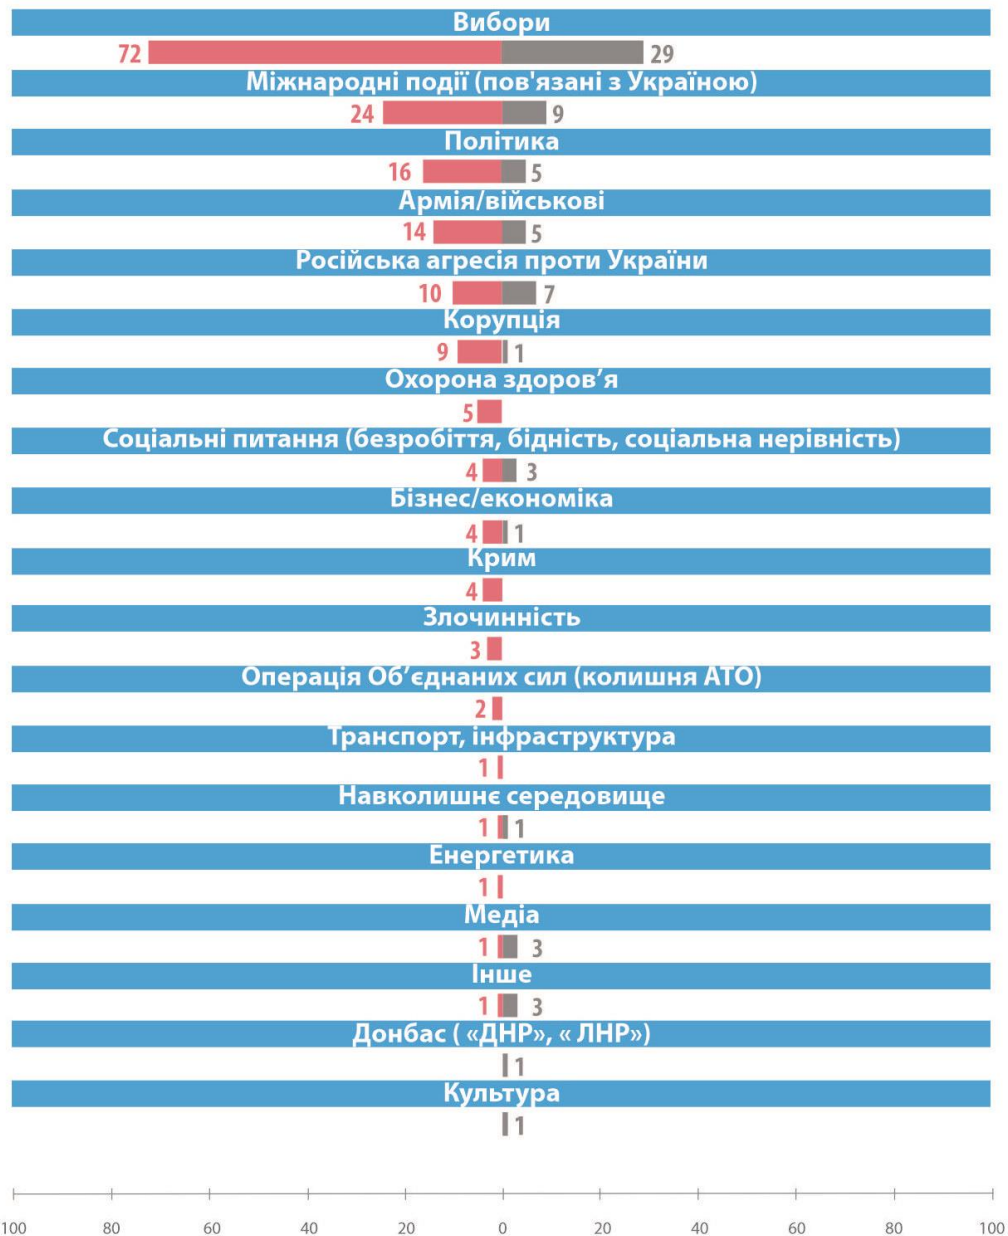 Вибори
72 29
Міжнародні події (пов'язані з Україною)
24 9
Політика
16 5
Армія/військові
14 5
Російська агресія проти України
10 7
Корупція
9 1
Охорона здоров’я
5
Соціальні питання (безробіття, бідність, соціальна нерівність)
4 3
Бізнес/економіка
4 1
Крим
4
Злочинність
3
Операція Об’єднаних сил (колишня АТО)
2
Транспорт, інфраструктура
1
Навколишнє середовище
1 1
Енергетика
1
Медіа
1 3
Інше
1 3
Донбас ( «ДНР», « ЛНР»)
1
Культура
1
100 80 60 40 20 0 20 40 60 80 100